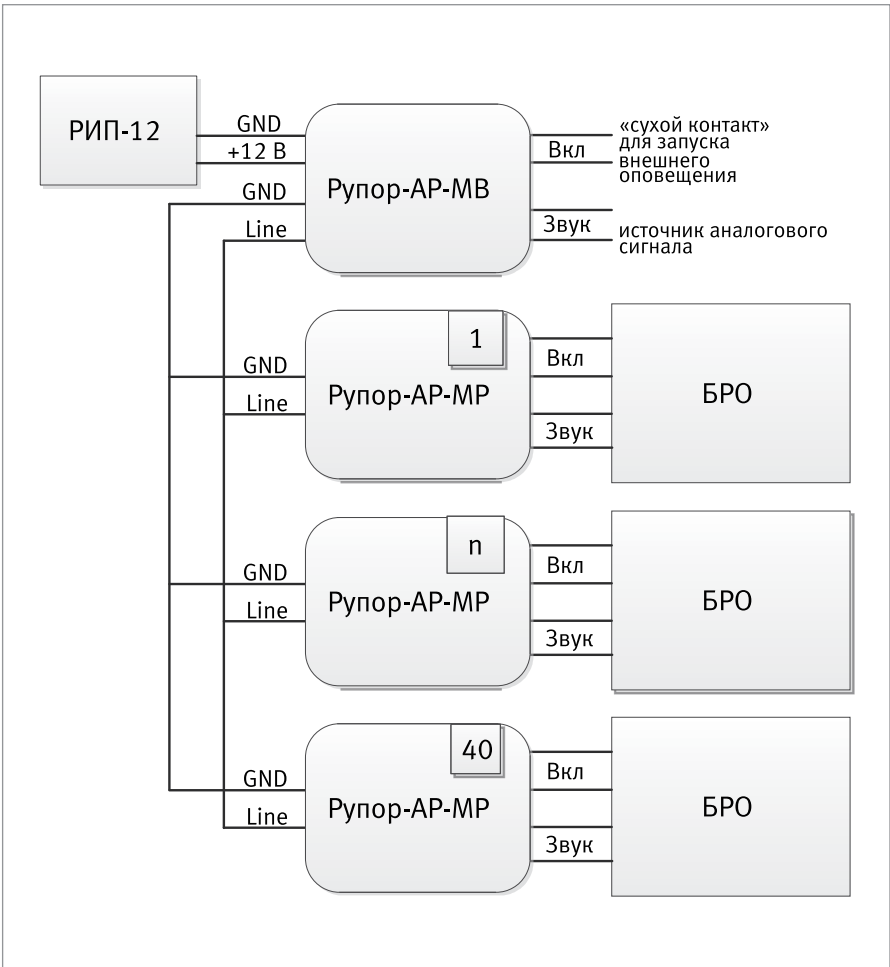 РИП-12
GND
+12 В
GND
Line
Рупор-АР-МВ
Вкл
Звук
«сухой контакт»
для запуска
внешнего
оповещения
источник аналогового
сигнала
1
GND
Line
Рупор-АР-МР
Вкл
Звук
БРО
n
GND
Line
Рупор-АР-МР
Вкл
Звук
БРО
40
GND
Line
Рупор-АР-МР
Вкл
Звук
БРО